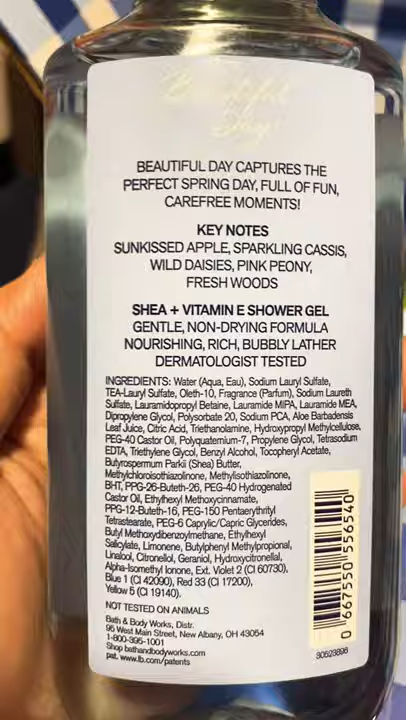 Beautiful
Day
BEAUTIFUL DAY CAPTURES THE
PERFECT SPRING DAY, FULL OF FUN,
CAREFREE MOMENTS!
KEY NOTES
SUNKISSED APPLE, SPARKLING CASSIS,
WILD DAISIES, PINK PEONY,
FRESH WOODS
SHEA + VITAMIN E SHOWER GEL
GENTLE, NON-DRYING FORMULA
NOURISHING, RICH, BUBBLY LATHER
DERMATOLOGIST TESTED
INGREDIENTS: Water (Aqua, Eau), Sodium Lauryl Sulfate,
TEA-Lauryl Sulfate, Oleth-10, Fragrance (Parfum), Sodium Laureth
Sulfate, Lauramidopropyl Betaine, Lauramide MIPA, Lauramide MEA,
Dipropylene Glycol, Polysorbate 20, Sodium PCA, Aloe Barbadensis
Leaf Juice, Citric Acid, Triethanolamine, Hydroxypropyl Methylcellulose,
PEG-40 Castor Oil, Polyquaternium-7, Propylene Glycol, Tetrasodium
EDTA, Triethylene Glycol, Benzyl Alcohol, Tocopheryl Acetate,
Butyrospermum Parkii (Shea) Butter,
Methylchloroisothiazolinone, Methylisothiazolinone,
BHT, PPG-26-Buteth-26, PEG-40 Hydrogenated
Castor Oil, Ethylhexyl Methoxycinnamate,
PPG-12-Buteth-16, PEG-150 Pentaerythrityl
Tetrastearate, PEG-6 Caprylic/Capric Glycerides,
Butyl Methoxydibenzoylmethane, Ethylhexyl
Salicylate, Limonene, Butylphenyl Methylpropional,
Linalool, Citronellol, Geraniol, Hydroxycitronellal,
Alpha-Isomethyl Ionone, Ext. Violet 2 (CI 60730),
Blue 1 (CI 42090), Red 33 (CI 17200),
Yellow 5 (CI 19140).
NOT TESTED ON ANIMALS
Bath & Body Works, Distr.
95 West Main Street, New Albany, OH 43054
1-800-395-1001
Shop bathandbodyworks.com
pat. www.lb.com/patents
0 667550 556540
30523896